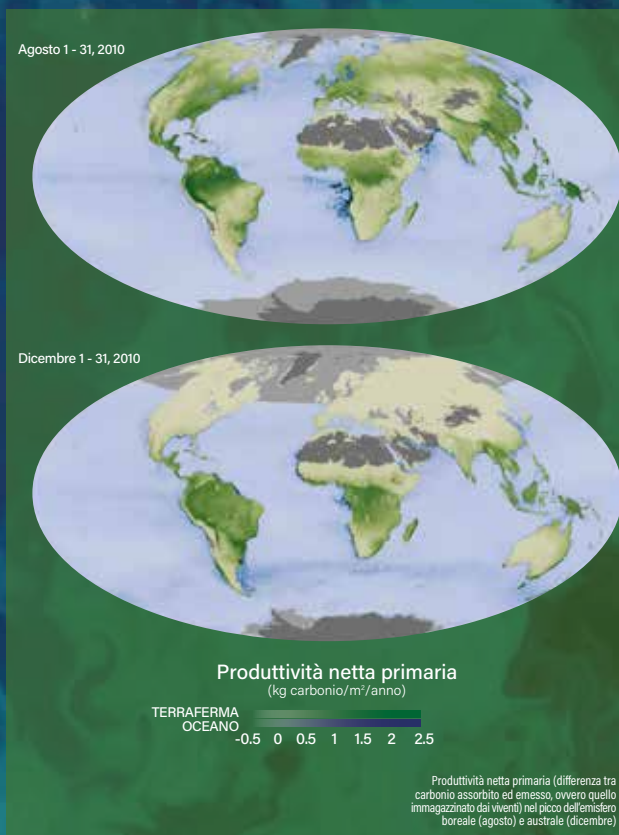 Agosto 1 - 31, 2010
Dicembre 1 - 31, 2010
Produttività netta primaria
(kg carbonio/m²/anno)
TERRAFERMA
OCEANO
-0.5 0 0.5 1 1.5 2 2.5
Produttività netta primaria (differenza tra
carbonio assorbito ed emesso, ovvero quello
immagazzinato dai viventi) nel picco dell'emisfero
boreale (agosto) e australe (dicembre)